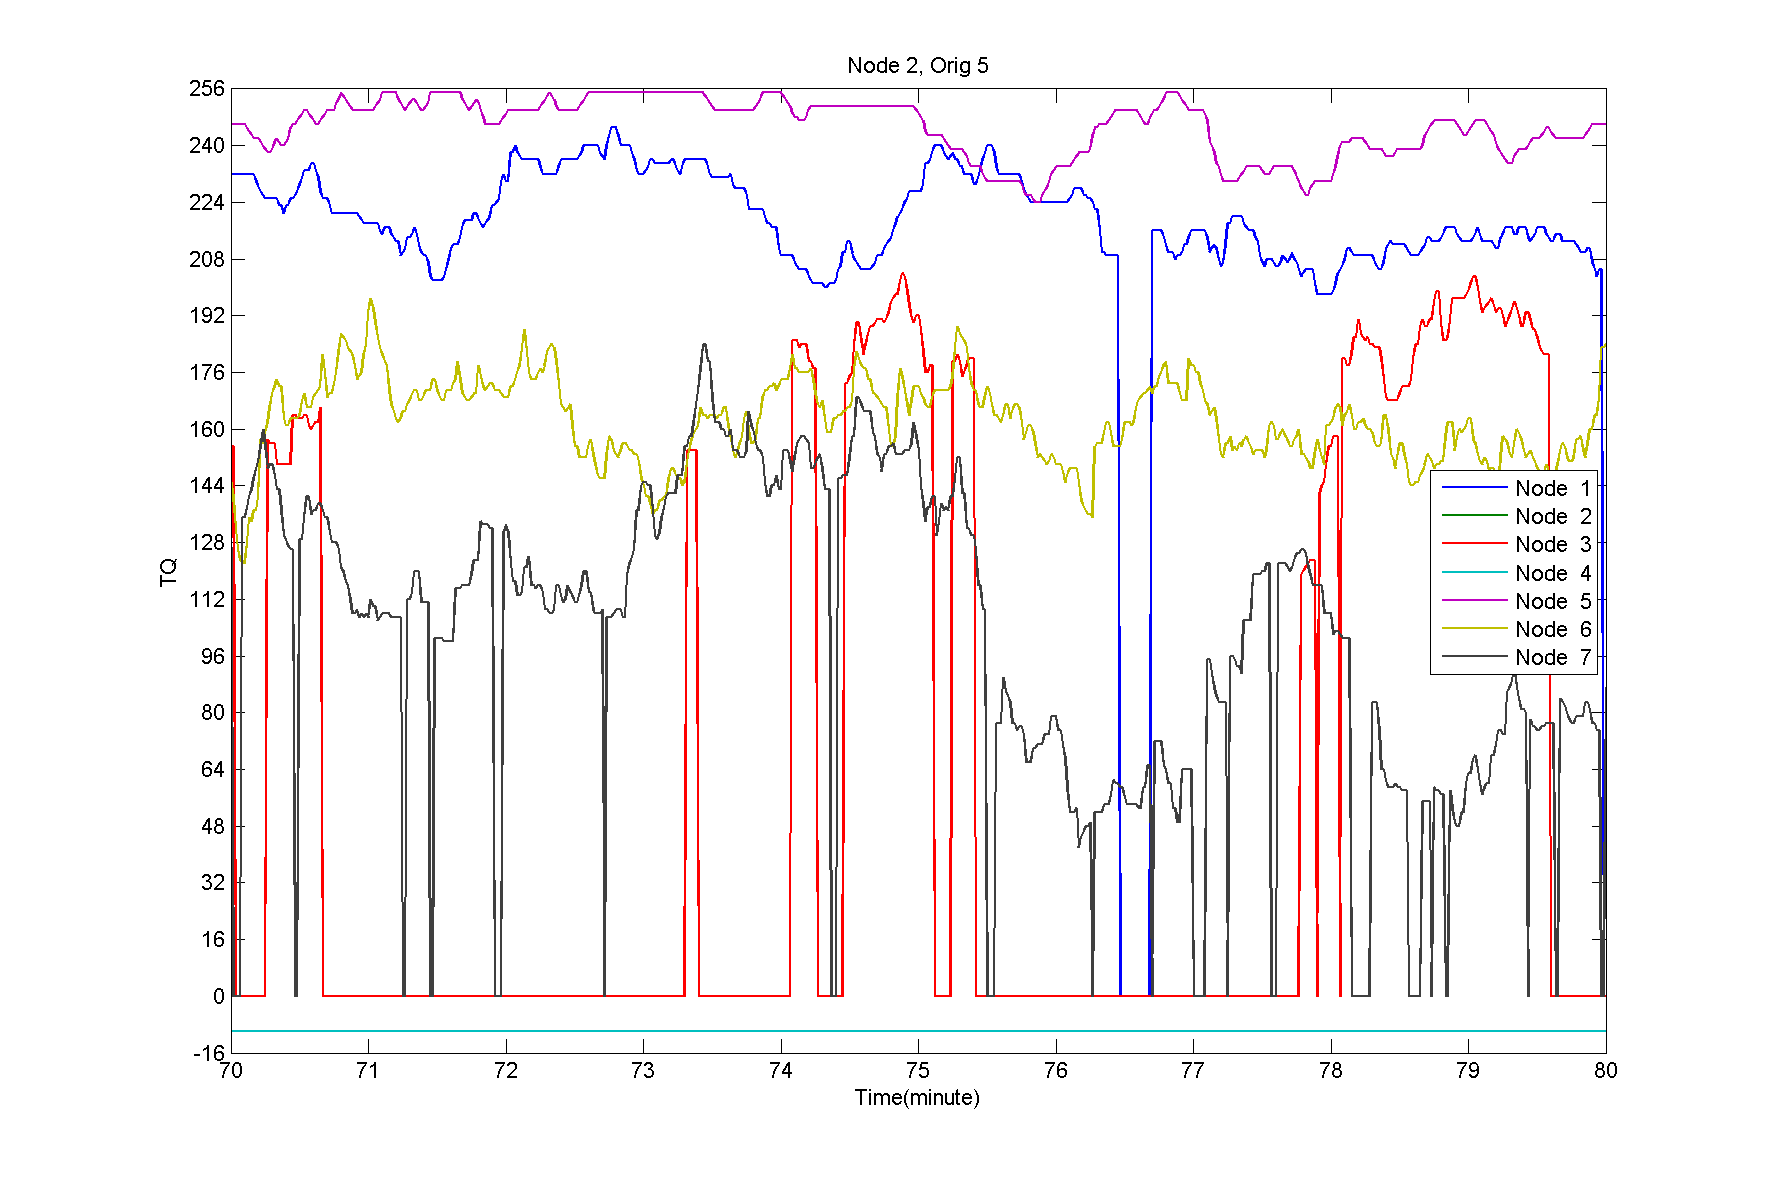 Node 2, Orig 5
256
240
224
208
192
176
160
144
128
112
96
80
64
48
32
16
0
-16
TQ
Node 1
Node 2
Node 3
Node 4
Node 5
Node 6
Node 7
70 71 72 73 74 75 76 77 78 79 80
Time(minute)